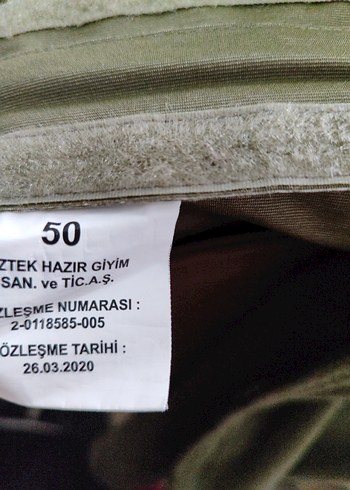 50
ZTEK HAZIR GİYİM
SAN. ve TİC.A.Ş.
ZLEŞME NUMARASI :
2-0118585-005
ÖZLEŞME TARİHİ :
26.03.2020